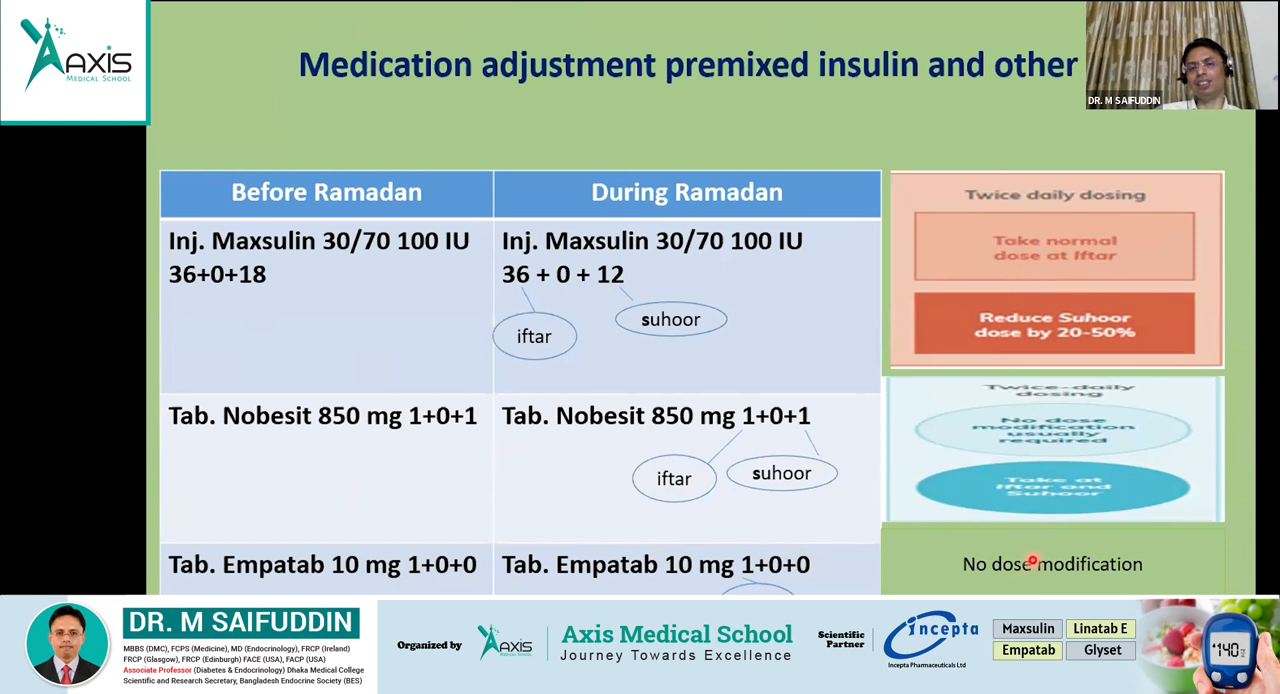 AXIS
MEDICAL SCHOOL
Medication adjustment premixed insulin and other
DR. M SAIFUDDIN
Before Ramadan
During Ramadan
Inj. Maxsulin 30/70 100 IU
36+0+18
Inj. Maxsulin 30/70 100 IU
36 + 0 + 12
iftar
suhoor
Twice daily dosing
Take normal
dose at Iftar
Reduce Suhoor
dose by 20-50%
Tab. Nobesit 850 mg 1+0+1
Tab. Nobesit 850 mg 1+0+1
iftar
suhoor
Twice-daily
dosing
No dose
modification
usually
required
Take at
Iftar and
Suhoor
Tab. Empatab 10 mg 1+0+0
Tab. Empatab 10 mg 1+0+0
No dose modification
DR. M SAIFUDDIN
MBBS (DMC), FCPS (Medicine), MD (Endocrinology), FRCP (Ireland)
FRCP (Glasgow), FRCP (Edinburgh) FACE (USA), FACP (USA)
Associate Professor (Diabetes & Endocrinology) Dhaka Medical College
Scientific and Research Secretary, Bangladesh Endocrine Society (BES)
Organized by
AXIS
MEDICAL SCHOOL
Axis Medical School
Journey Towards Excellence
Scientific
Partner
incepta
Incepta Pharmaceuticals Ltd
Maxsulin
Linatab E
Empatab
Glyset
140